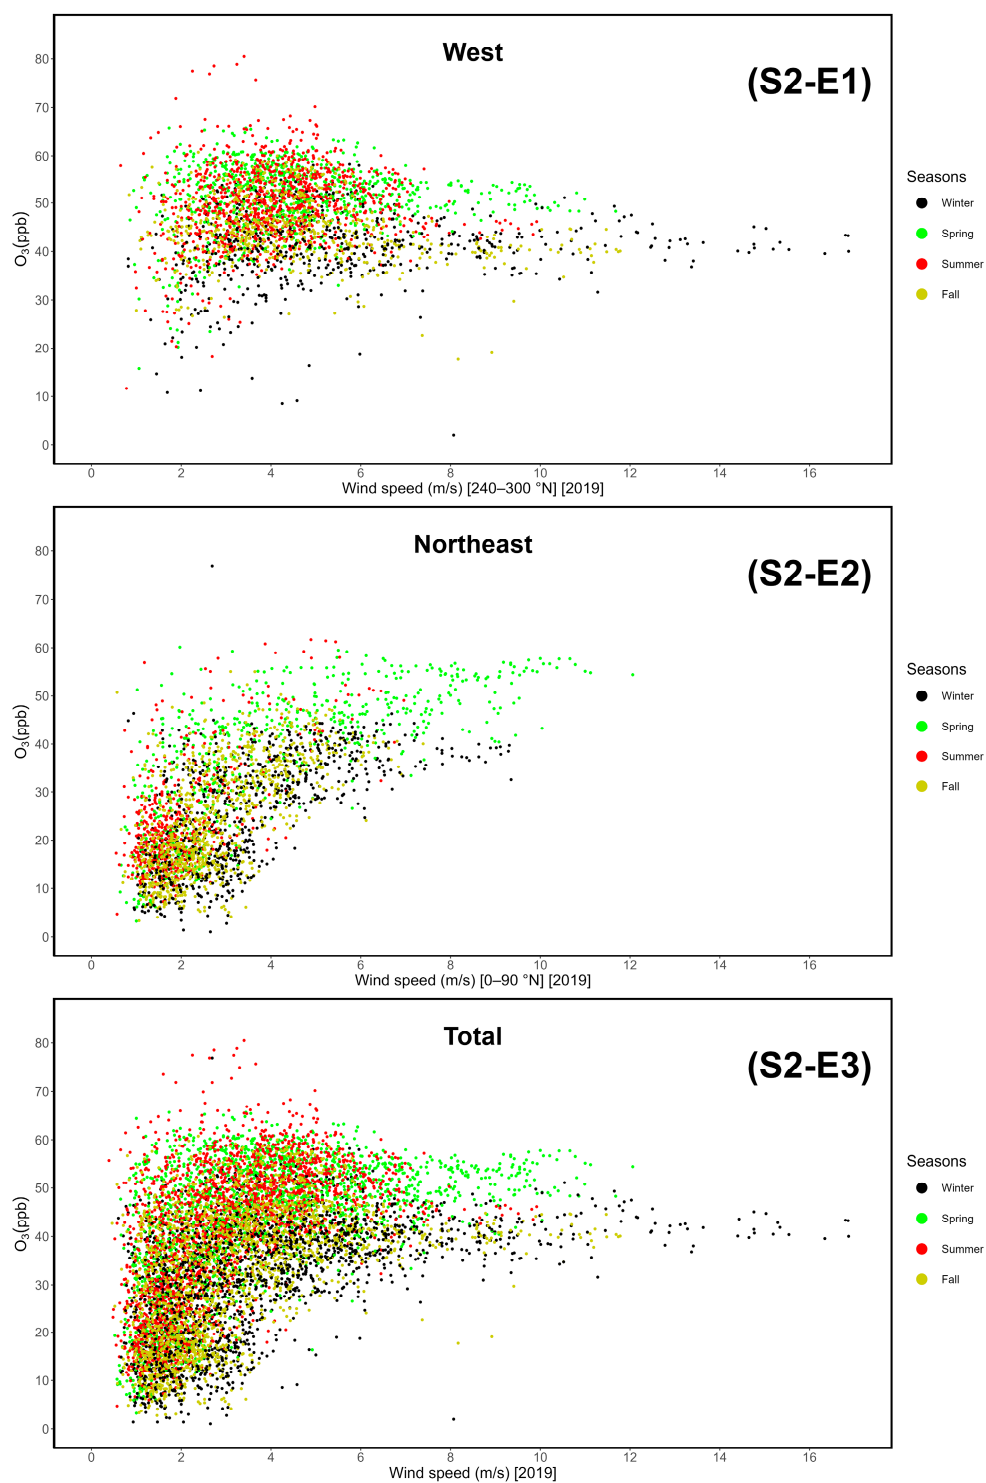 West
(S2-E1)
80
70
60
50
40
30
20
10
0
O3(ppb)
0 2 4 6 8 10 12 14 16
Wind speed (m/s) [240–300 °N] [2019]
Seasons
Winter
Spring
Summer
Fall
Northeast
(S2-E2)
80
70
60
50
40
30
20
10
0
O3(ppb)
0 2 4 6 8 10 12 14 16
Wind speed (m/s) [0–90 °N] [2019]
Seasons
Winter
Spring
Summer
Fall
Total
(S2-E3)
80
70
60
50
40
30
20
10
0
O3(ppb)
0 2 4 6 8 10 12 14 16
Wind speed (m/s) [2019]
Seasons
Winter
Spring
Summer
Fall